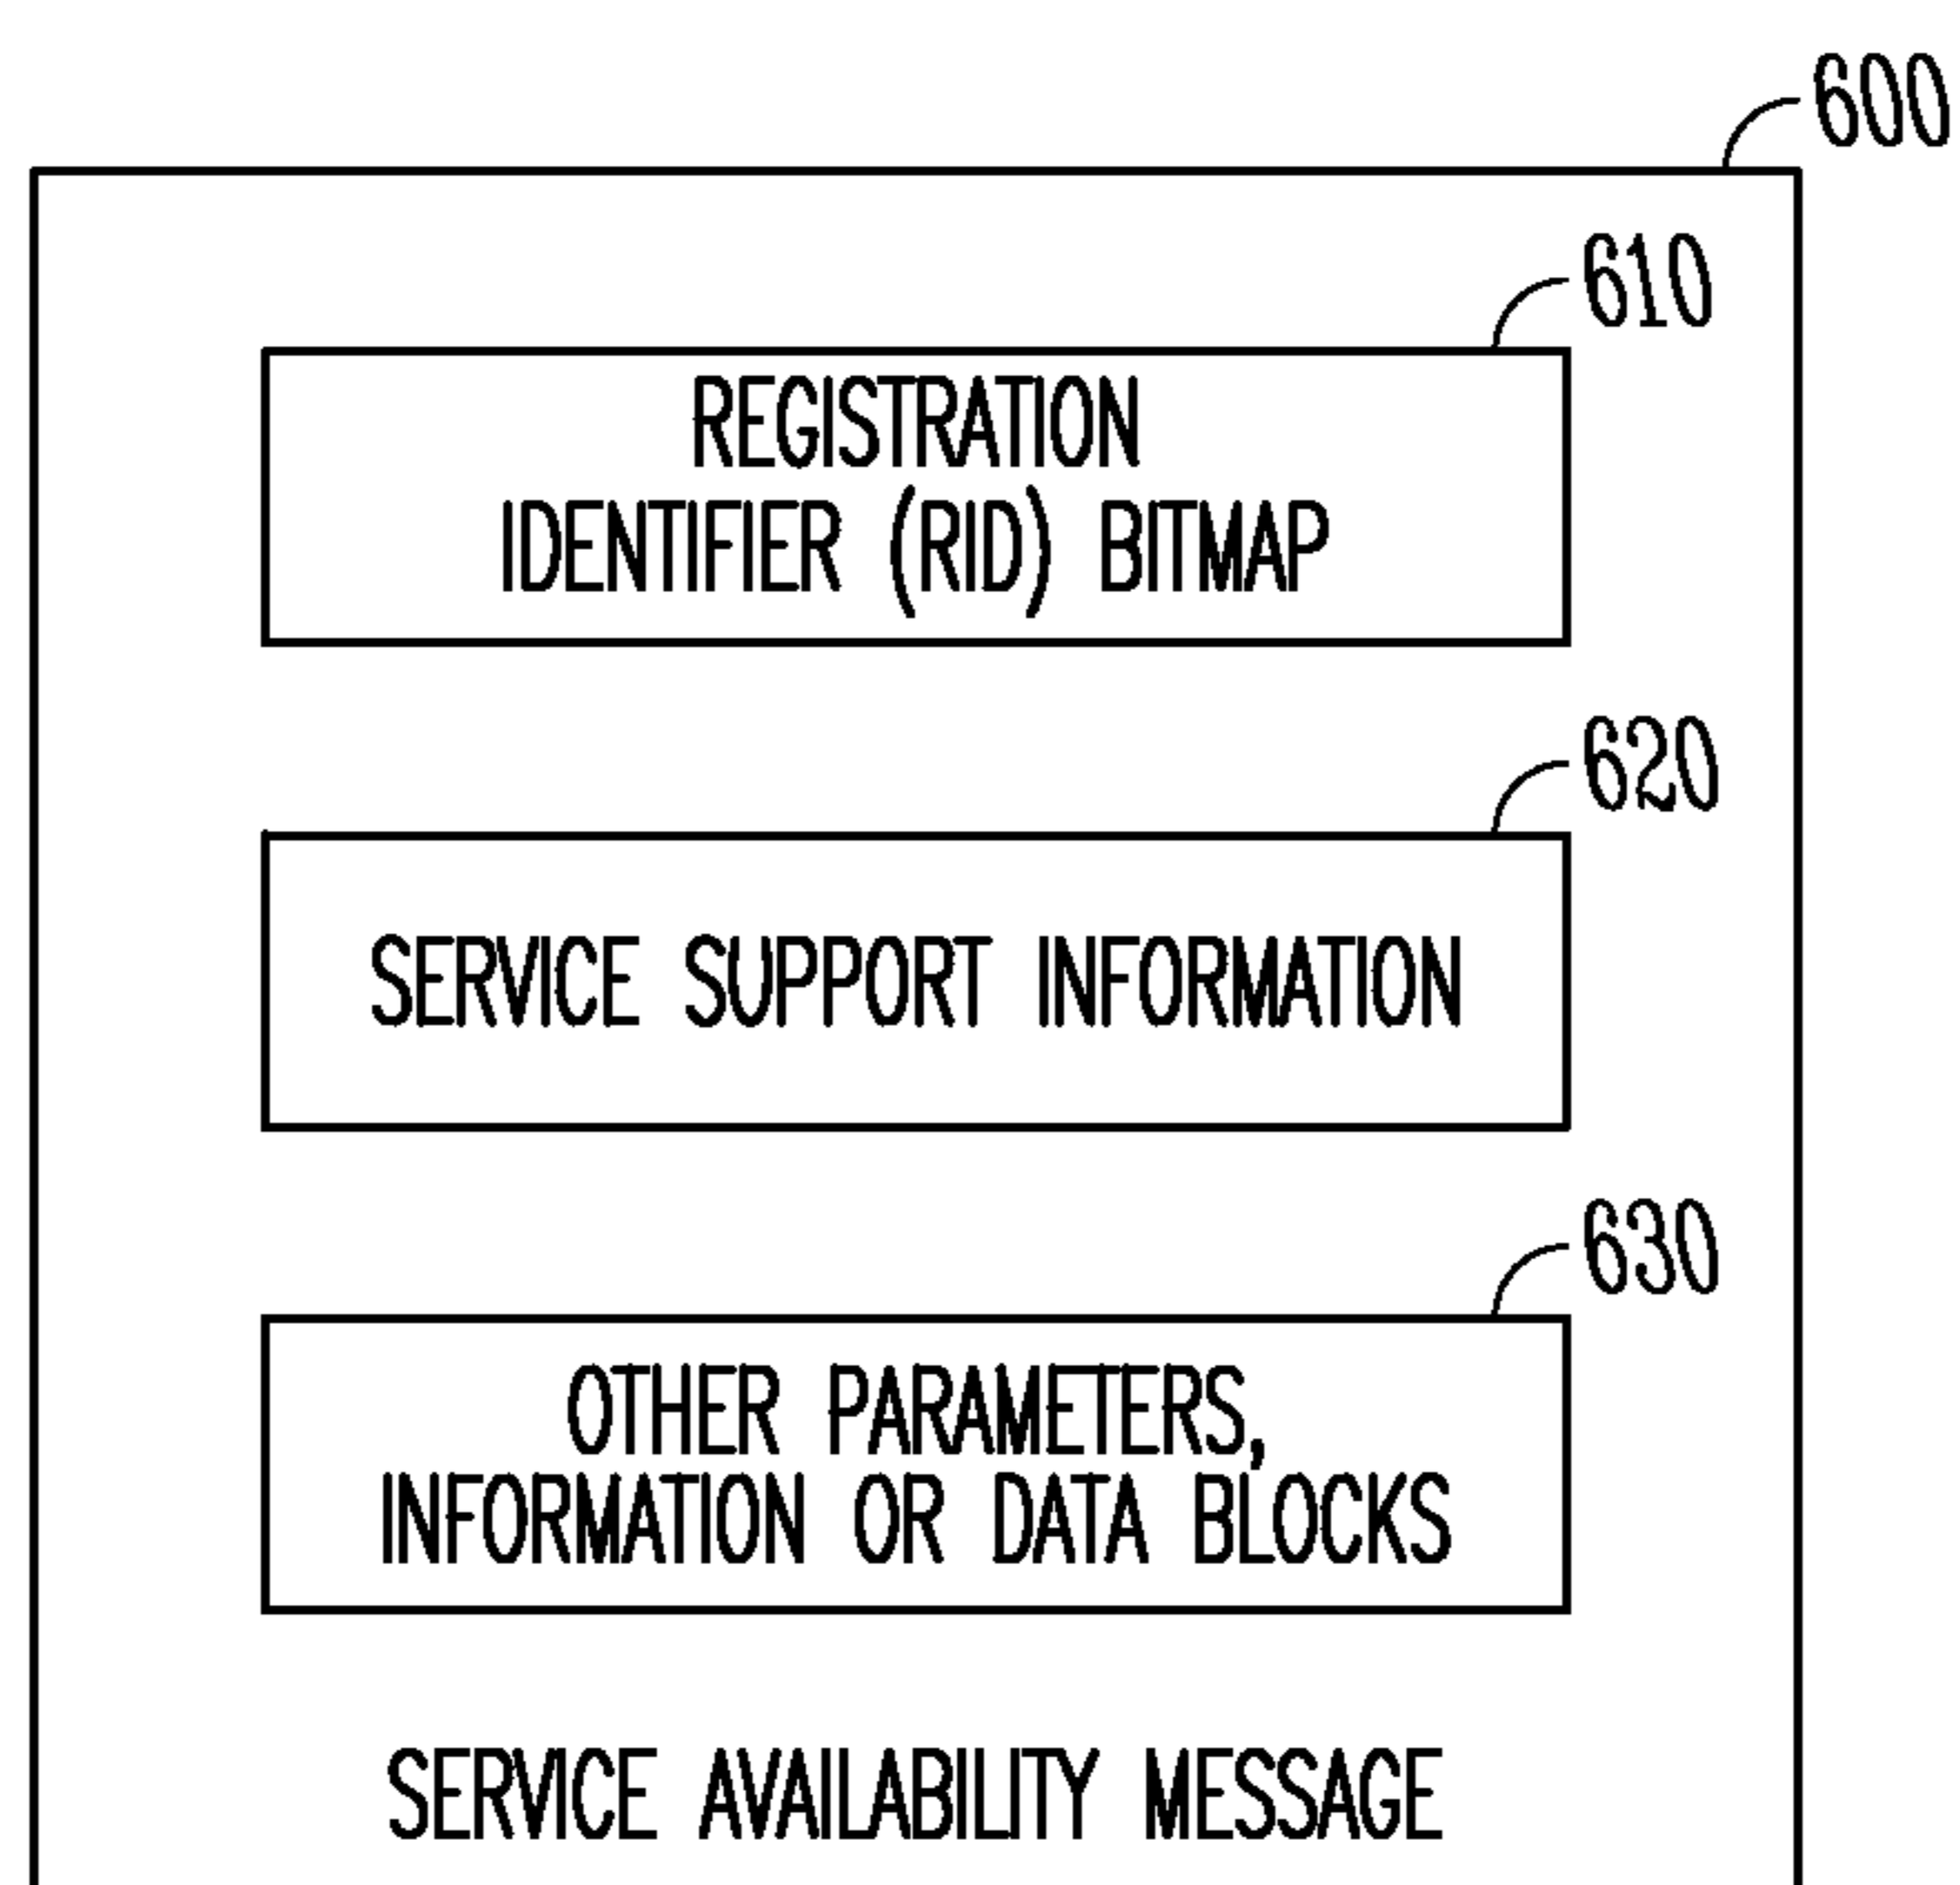 600
610
REGISTRATION
IDENTIFIER (RID) BITMAP
620
SERVICE SUPPORT INFORMATION
630
OTHER PARAMETERS,
INFORMATION OR DATA BLOCKS
SERVICE AVAILABILITY MESSAGE